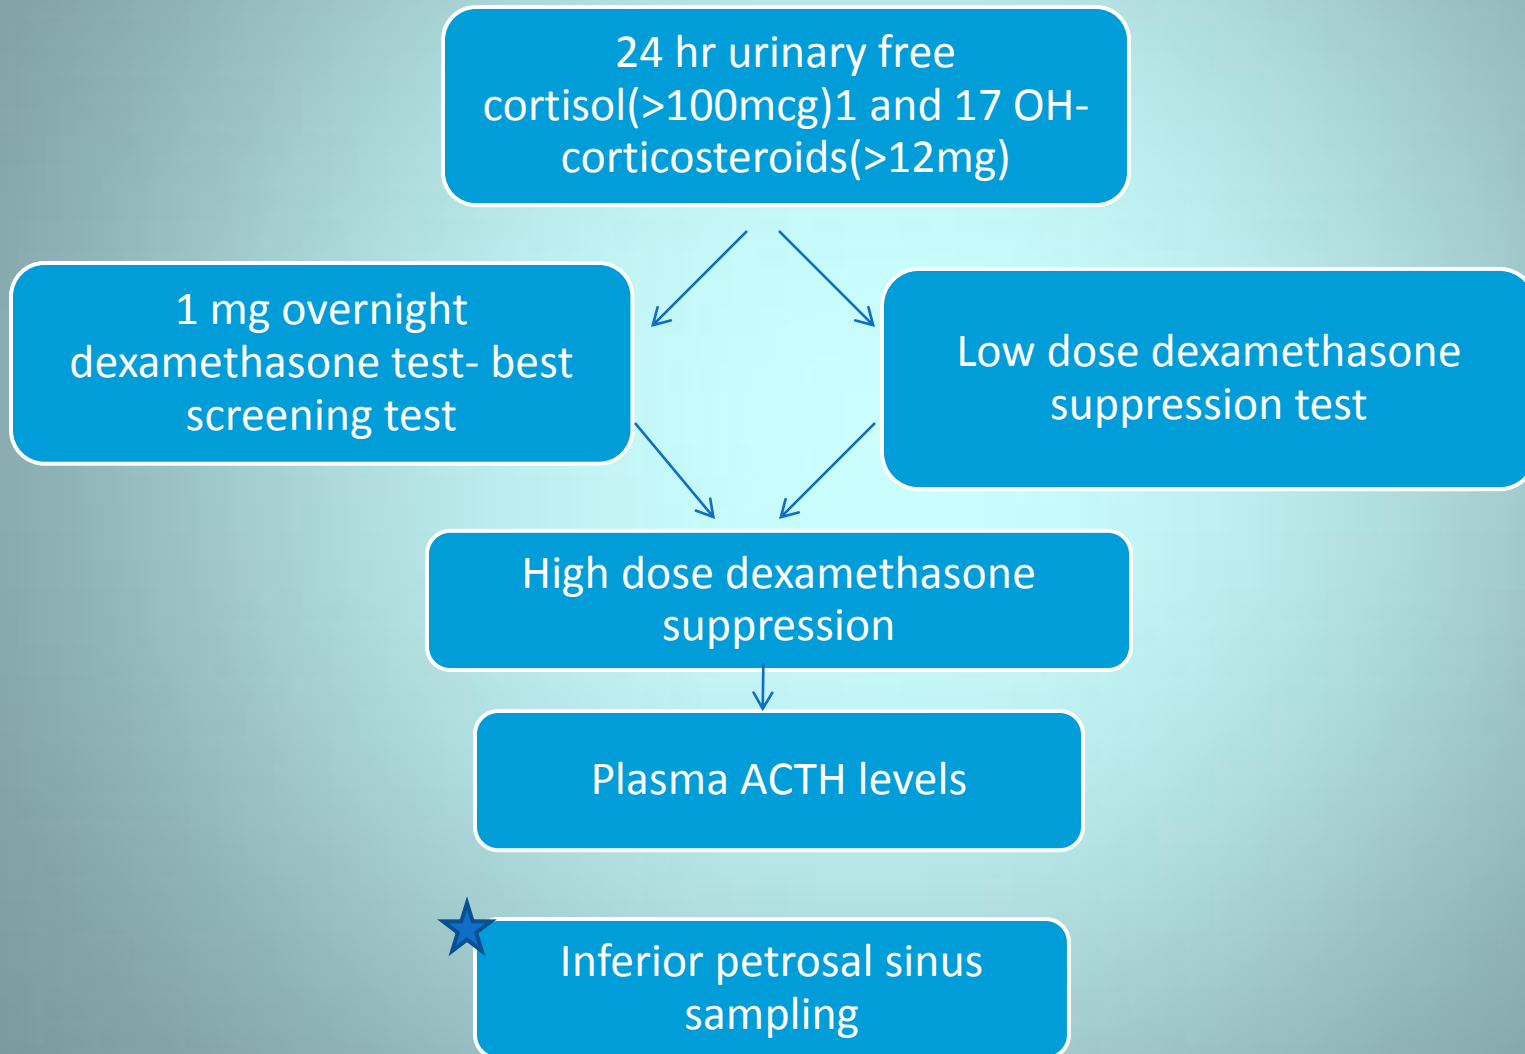 24 hr urinary free
cortisol(>100mcg)1 and 17 OH-
corticosteroids(>12mg)
1 mg overnight
dexamethasone test- best
screening test
Low dose dexamethasone
suppression test
High dose dexamethasone
suppression
Plasma ACTH levels
Inferior petrosal sinus
sampling